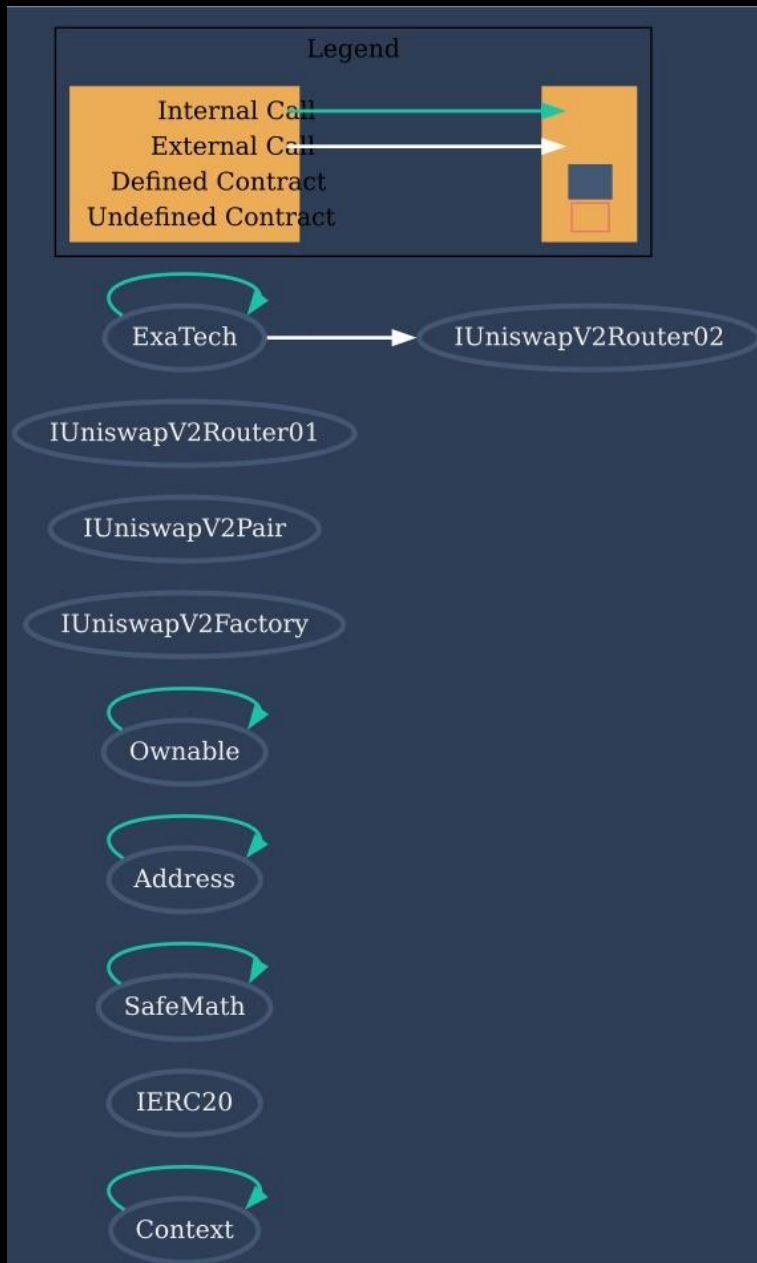 Legend
Internal Call
External Call
Defined Contract
Undefined Contract
ExaTech
IUniswapV2Router02
IUniswapV2Router01
IUniswapV2Pair
IUniswapV2Factory
Ownable
Address
SafeMath
IERC20
Context